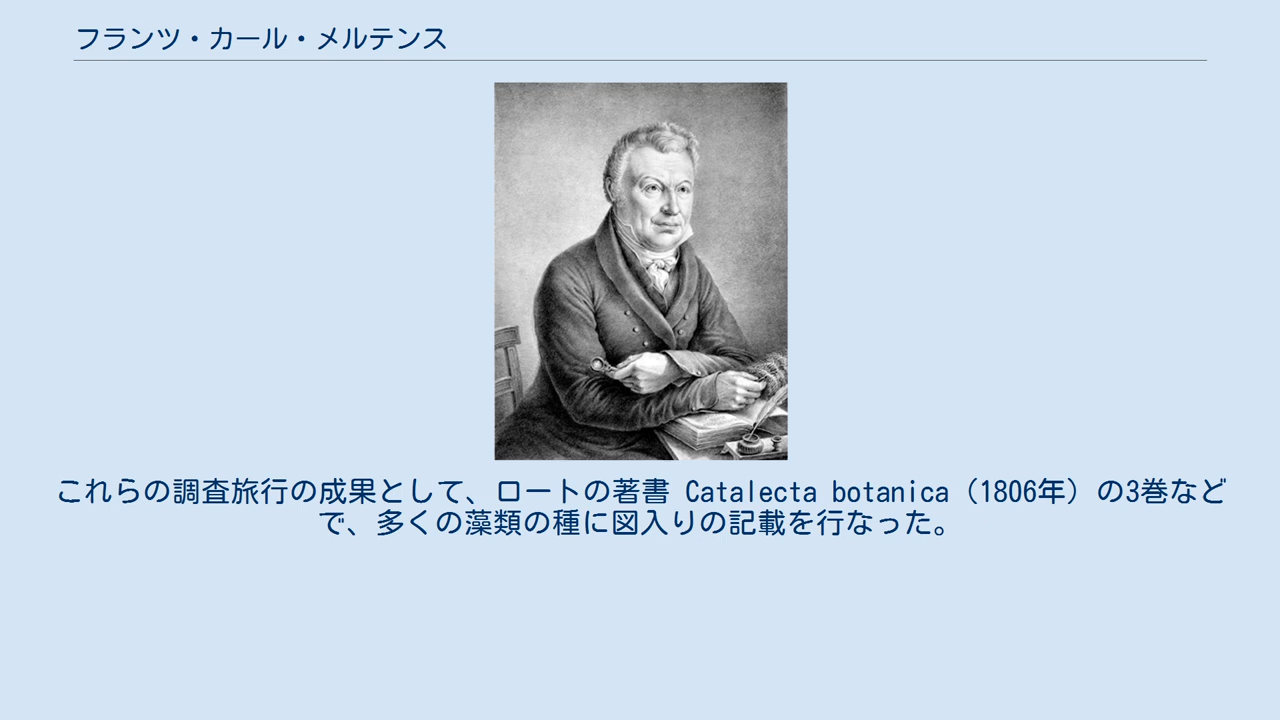 フランツ・カール・メルテンス
これらの調査旅行の成果として、ロートの著書 Catalecta botanica（1806年）の3巻など
で、多くの藻類の種に図入りの記載を行なった。